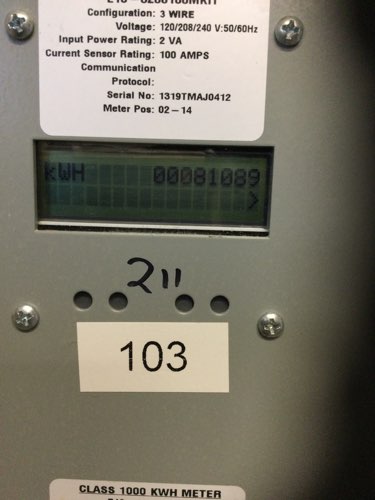 Configuration: 3 WIRE
Voltage: 120/208/240 V:50/60Hz
Input Power Rating: 2 VA
Current Sensor Rating: 100 AMPS
Communication
Protocol:
Serial No: 1319TMAJ0412
Meter Pos: 02-14
kWH 00081089
>
211
103
CLASS 1000 KWH METER